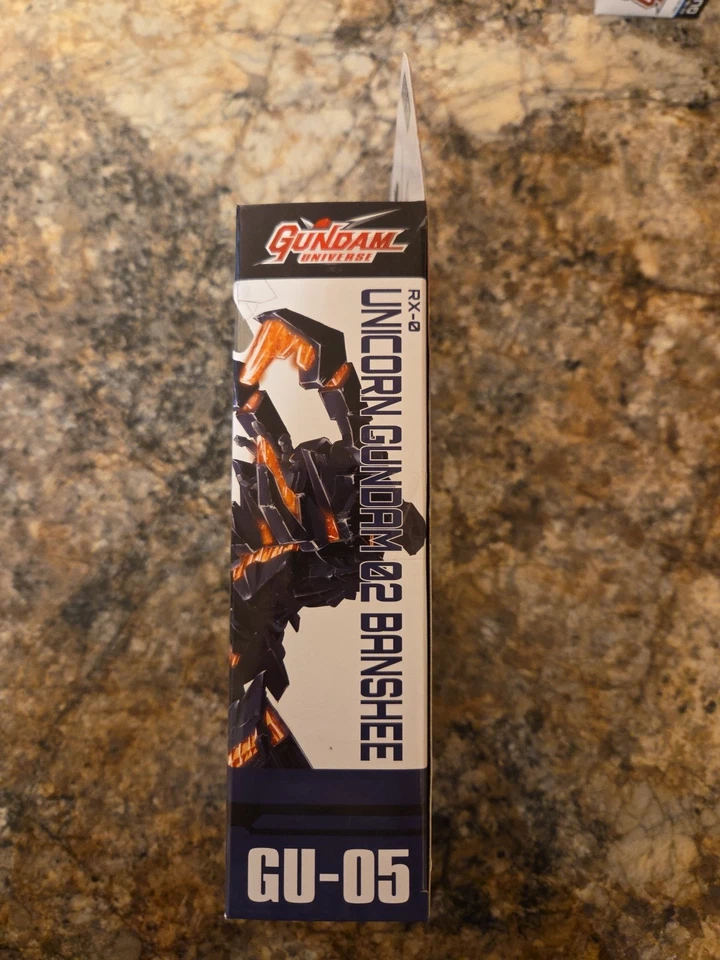 GUNDAM
UNIVERSE
RX-0
UNICORN GUNDAM 02 BANSHEE
GU-05